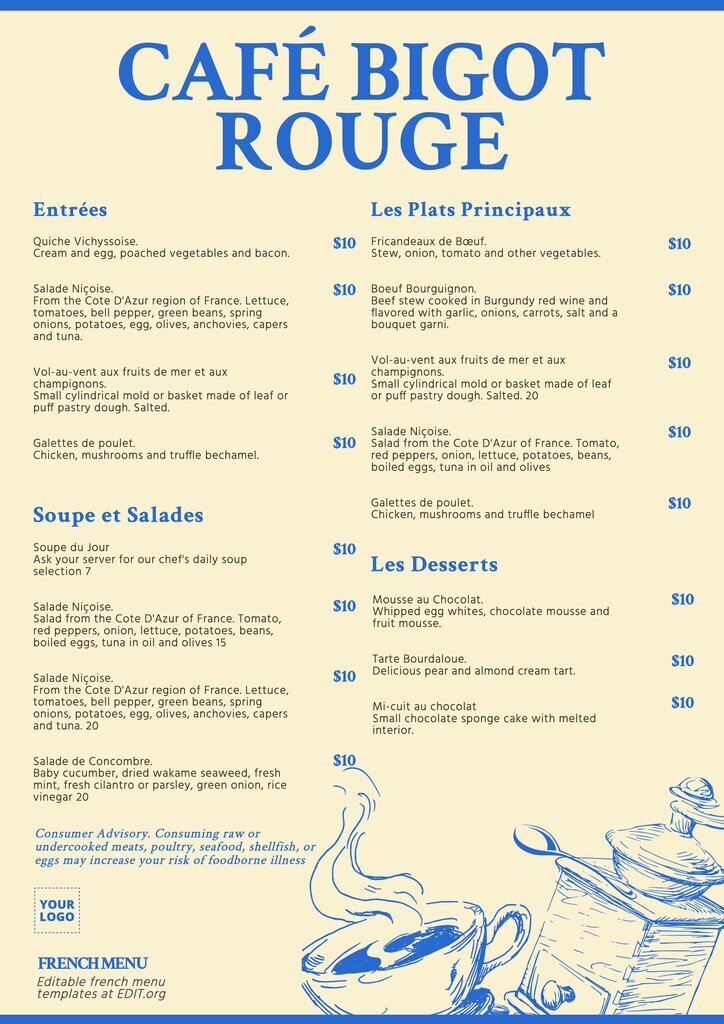 CAFÉ BIGOT
ROUGE
Entrées
Quiche Vichyssoise.
Cream and egg, poached vegetables and bacon.
$10
Salade Niçoise.
From the Cote D'Azur region of France. Lettuce,
tomatoes, bell pepper, green beans, spring
onions, potatoes, egg, olives, anchovies, capers
and tuna.
$10
Vol-au-vent aux fruits de mer et aux
champignons.
Small cylindrical mold or basket made of leaf or
puff pastry dough. Salted.
$10
Galettes de poulet.
Chicken, mushrooms and truffle bechamel.
$10
Soupe et Salades
Soupe du Jour
Ask your server for our chef's daily soup
selection 7
$10
Salade Niçoise.
Salad from the Cote D'Azur of France. Tomato,
red peppers, onion, lettuce, potatoes, beans,
boiled eggs, tuna in oil and olives 15
$10
Salade Niçoise.
From the Cote D'Azur region of France. Lettuce,
tomatoes, bell pepper, green beans, spring
onions, potatoes, egg, olives, anchovies, capers
and tuna. 20
$10
Salade de Concombre.
Baby cucumber, dried wakame seaweed, fresh
mint, fresh cilantro or parsley, green onion, rice
vinegar 20
$10
Consumer Advisory. Consuming raw or
undercooked meats, poultry, seafood, shellfish, or
eggs may increase your risk of foodborne illness
YOUR
LOGO
FRENCH MENU
Editable french menu
templates at EDIT.org
Les Plats Principaux
Fricandeaux de Bœuf.
Stew, onion, tomato and other vegetables.
$10
Boeuf Bourguignon.
Beef stew cooked in Burgundy red wine and
flavored with garlic, onions, carrots, salt and a
bouquet garni.
$10
Vol-au-vent aux fruits de mer et aux
champignons.
Small cylindrical mold or basket made of leaf
or puff pastry dough. Salted. 20
$10
Salade Niçoise.
Salad from the Cote D'Azur of France. Tomato,
red peppers, onion, lettuce, potatoes, beans,
boiled eggs, tuna in oil and olives
$10
Galettes de poulet.
Chicken, mushrooms and truffle bechamel
$10
Les Desserts
Mousse au Chocolat.
Whipped egg whites, chocolate mousse and
fruit mousse.
$10
Tarte Bourdaloue.
Delicious pear and almond cream tart.
$10
Mi-cuit au chocolat
Small chocolate sponge cake with melted
interior.
$10